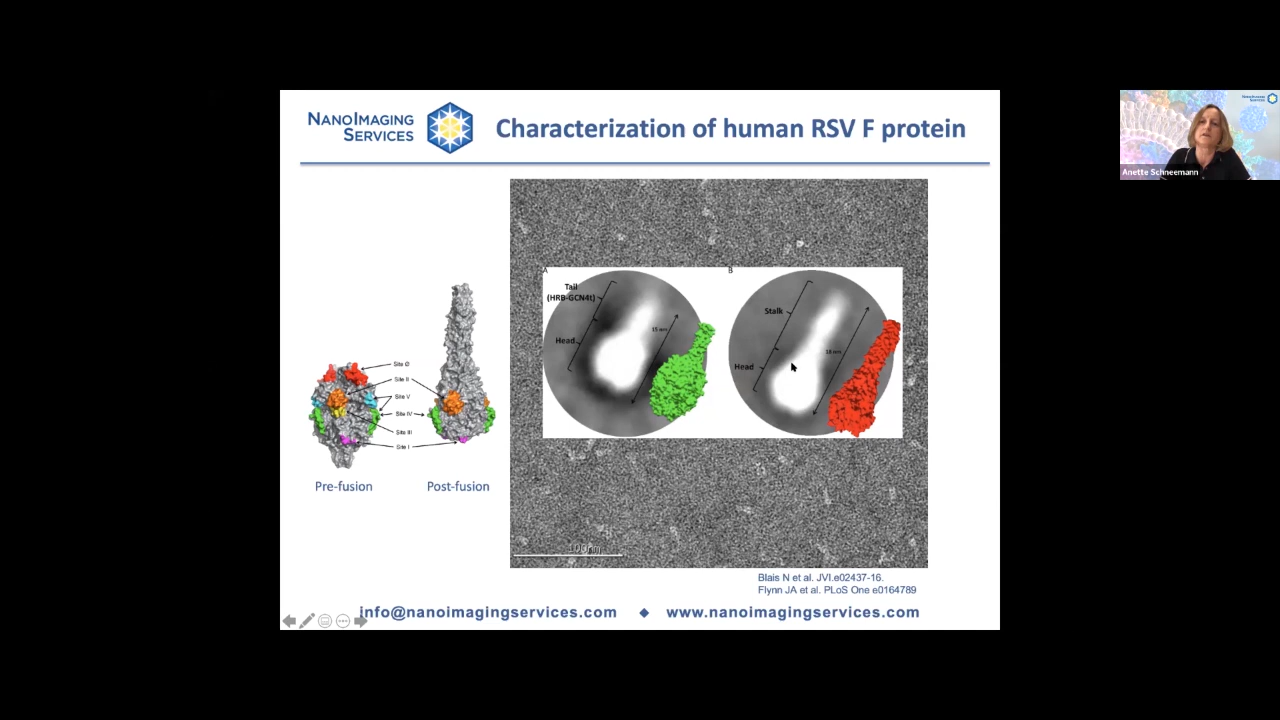 NANOIMAGING
SERVICES
Characterization of human RSV F protein
NANOIMAGING
SERVICES
Anette Schneemann
A
B
Tail
(HRB-GCN4t)
Head
15 nm
Stalk
Head
18 nm
Site Ø
Site II
Site V
Site IV
Site III
Site I
Pre-fusion
Post-fusion
100 nm
Blais N et al. JVI.e02437-16.
Flynn JA et al. PLoS One e0164789
info@nanoimagingservices.com ◆ www.nanoimagingservices.com